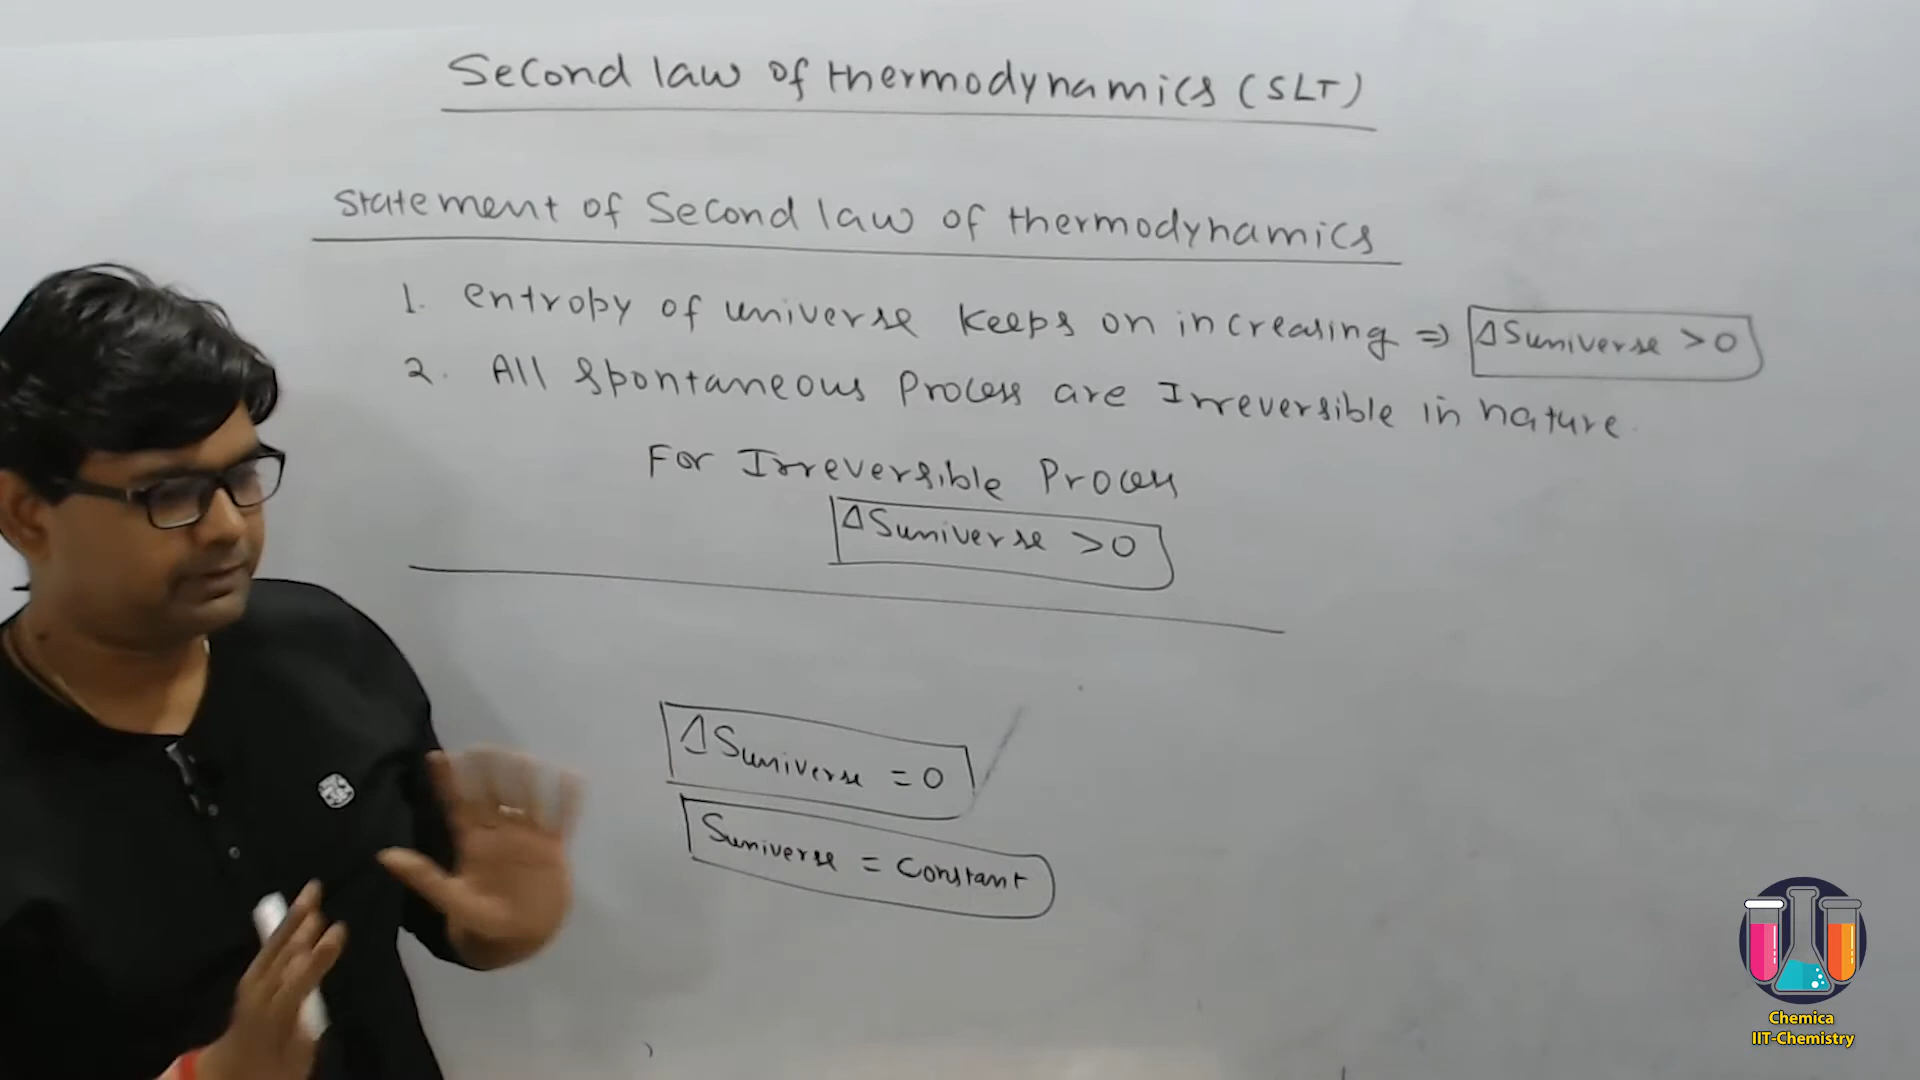 Second law of thermodynamics (SLT)
Statement of Second law of thermodynamics
1. entropy of universe keeps on increasing ⇒ ΔSuniverse >0
2. All spontaneous Process are Irreversible in nature.
For Irreversible Process
ΔSuniverse >0
ΔSuniverse =0
Suniverse = Constant
Chemica
IIT-Chemistry